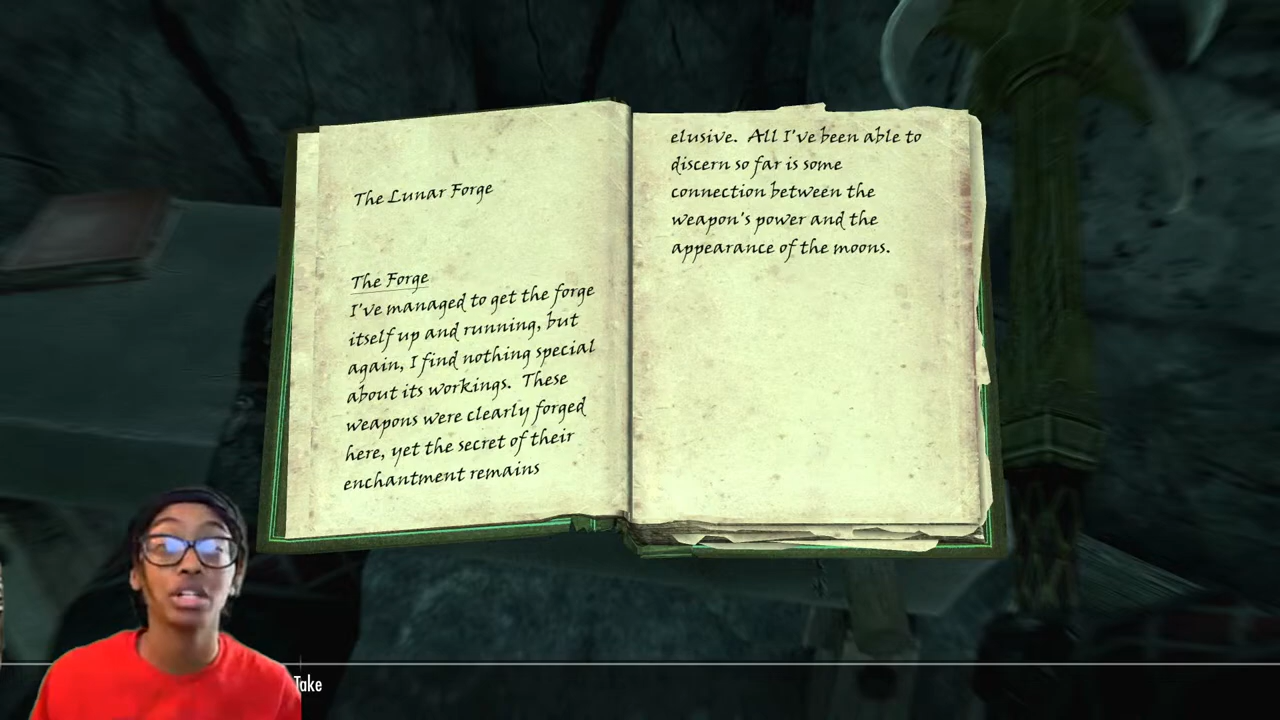 The Lunar Forge
The Forge
I've managed to get the forge
itself up and running, but
again, I find nothing special
about its workings. These
weapons were clearly forged
here, yet the secret of their
enchantment remains
elusive. All I've been able to
discern so far is some
connection between the
weapon's power and the
appearance of the moons.
Take